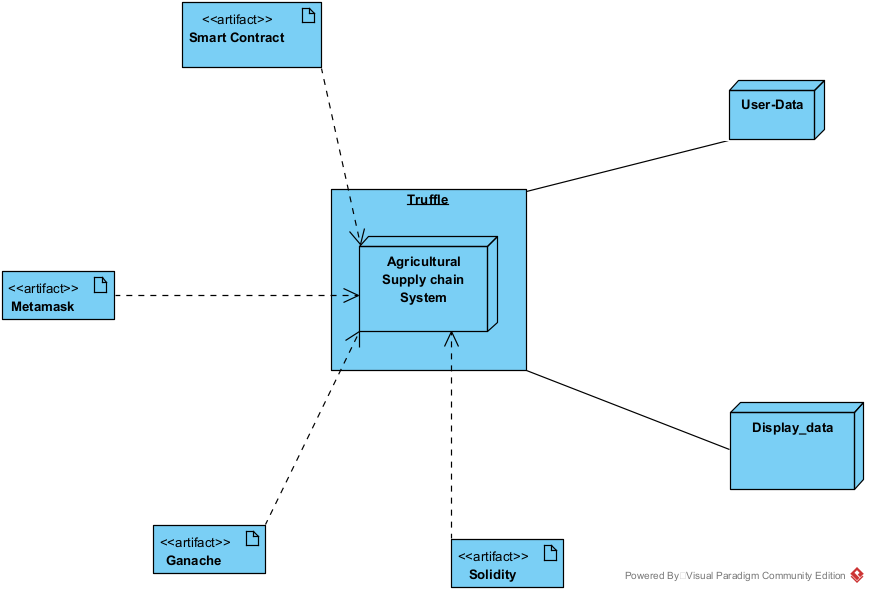 <<artifact>>
Smart Contract
User-Data
Truffle
Agricultural
Supply chain
System
<<artifact>>
Metamask
Display_data
<<artifact>>
Ganache
<<artifact>>
Solidity
Powered By Visual Paradigm Community Edition